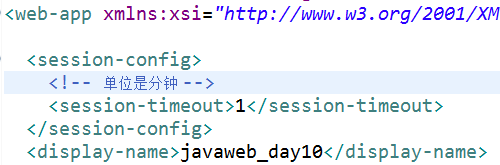 <web-app xmlns:xsi="http://www.w3.org/2001/XM
<session-config>
<!-- 单位是分钟 -->
<session-timeout>1</session-timeout>
</session-config>
<display-name>javaweb_day10</display-name>